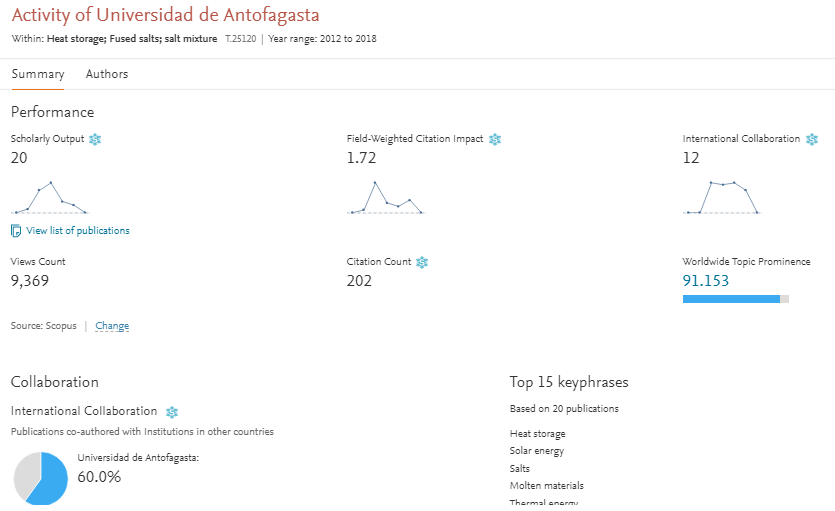 Activity of Universidad de Antofagasta
Within: Heat storage; Fused salts; salt mixture T.25120 | Year range: 2012 to 2018
Summary Authors
Performance
Scholarly Output
20
View list of publications
Field-Weighted Citation Impact
1.72
International Collaboration
12
Views Count
9,369
Citation Count
202
Worldwide Topic Prominence
91.153
Source: Scopus | Change
Collaboration
International Collaboration
Publications co-authored with Institutions in other countries
Universidad de Antofagasta:
60.0%
Top 15 keyphrases
Based on 20 publications
Heat storage
Solar energy
Salts
Molten materials
Thermal energy